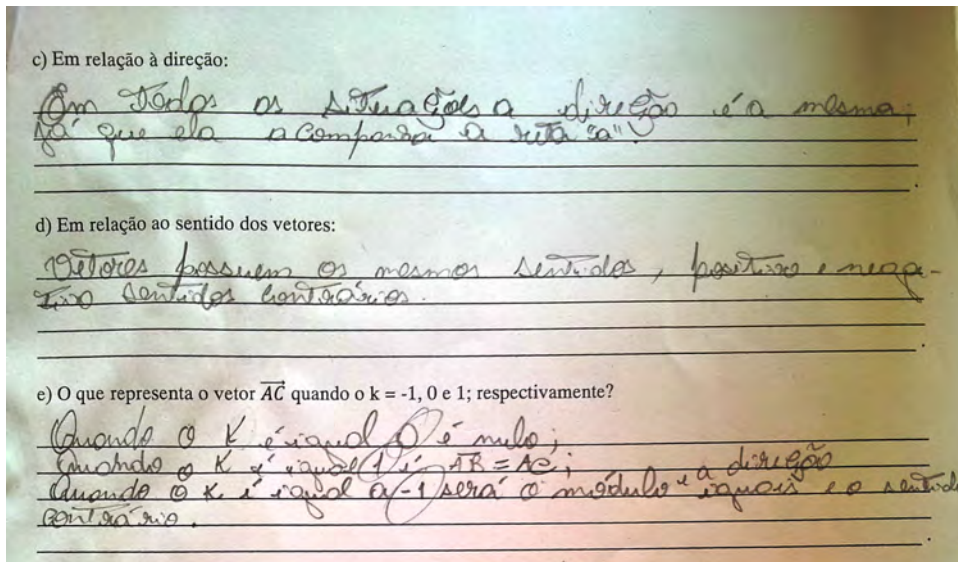 c) Em relação à direção:
Em todas as situações a direção é a mesma;
já que ela acompanha a reta "a".
d) Em relação ao sentido dos vetores:
Vetores possuem os mesmos sentidos, positivo e nega-
tivo sentidos contrários.
e) O que representa o vetor AC quando o k = -1, 0 e 1; respectivamente?
Quando o K é igual 0 é nulo;
Quando o K é igual 1 é AB = AC;
Quando o K é igual a -1 será o módulo e a direção iguais e o sentido
contrário.